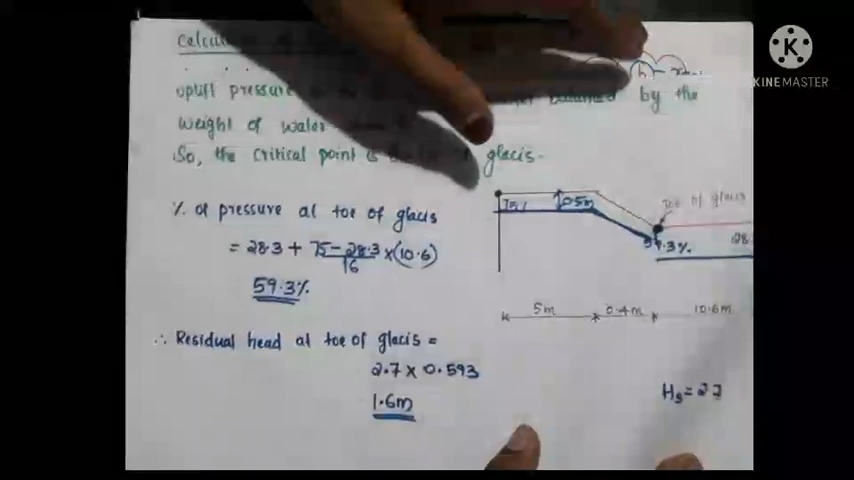 uplift pressure
by the
weight of water
So, the critical point is glacis.
% of pressure at toe of glacis
= 28.3 + 75-28.3/16 × (10.6)
59.3%
∴ Residual head at toe of glacis =
2.7 × 0.593
1.6m
toe of glacis
75%
0.5m
59.3%
28.
5m
0.4m
10.6m
Hs = 2.7
K
KINEMASTER